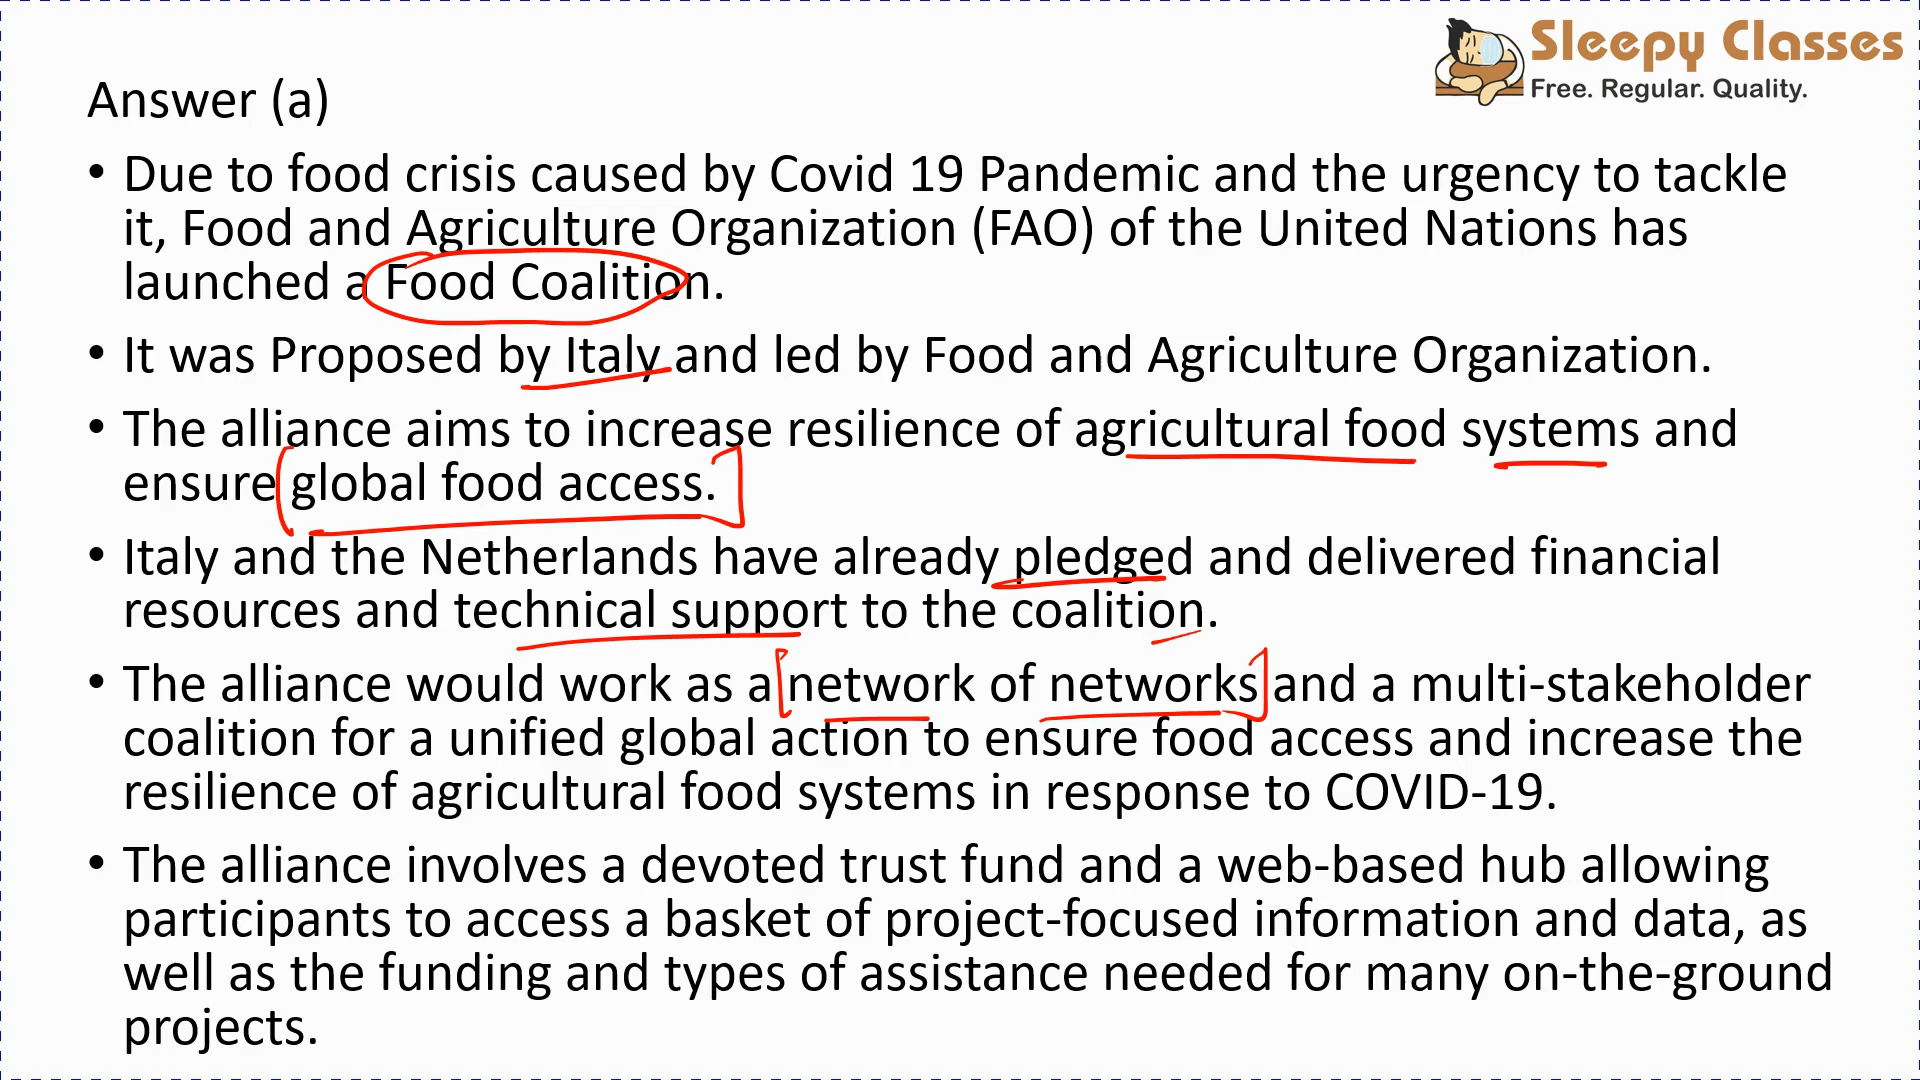 Sleepy Classes
Free. Regular. Quality.
Answer (a)
• Due to food crisis caused by Covid 19 Pandemic and the urgency to tackle
it, Food and Agriculture Organization (FAO) of the United Nations has
launched a Food Coalition.
• It was Proposed by Italy and led by Food and Agriculture Organization.
• The alliance aims to increase resilience of agricultural food systems and
ensure global food access.
• Italy and the Netherlands have already pledged and delivered financial
resources and technical support to the coalition.
• The alliance would work as a network of networks and a multi-stakeholder
coalition for a unified global action to ensure food access and increase the
resilience of agricultural food systems in response to COVID-19.
• The alliance involves a devoted trust fund and a web-based hub allowing
participants to access a basket of project-focused information and data, as
well as the funding and types of assistance needed for many on-the-ground
projects.